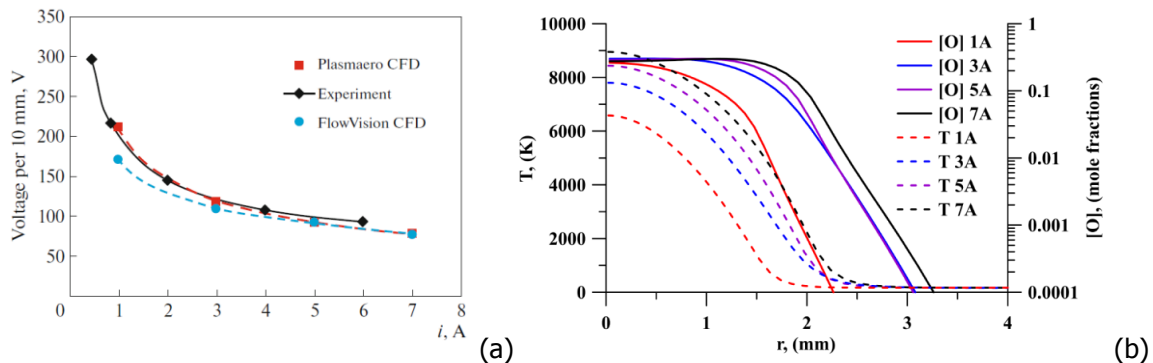 350
300
250
200
150
100
50
0
1
2
3
4
5
6
7
8
Voltage per 10 mm, V
i, A
Plasmaero CFD
Experiment
FlowVision CFD
(a)
10000
8000
6000
4000
2000
0
T, (K)
0
1
2
3
4
r, (mm)
[O] 1A
[O] 3A
[O] 5A
[O] 7A
T 1A
T 3A
T 5A
T 7A
1
0.1
0.01
0.001
0.0001
[O], (mole fractions)
(b)